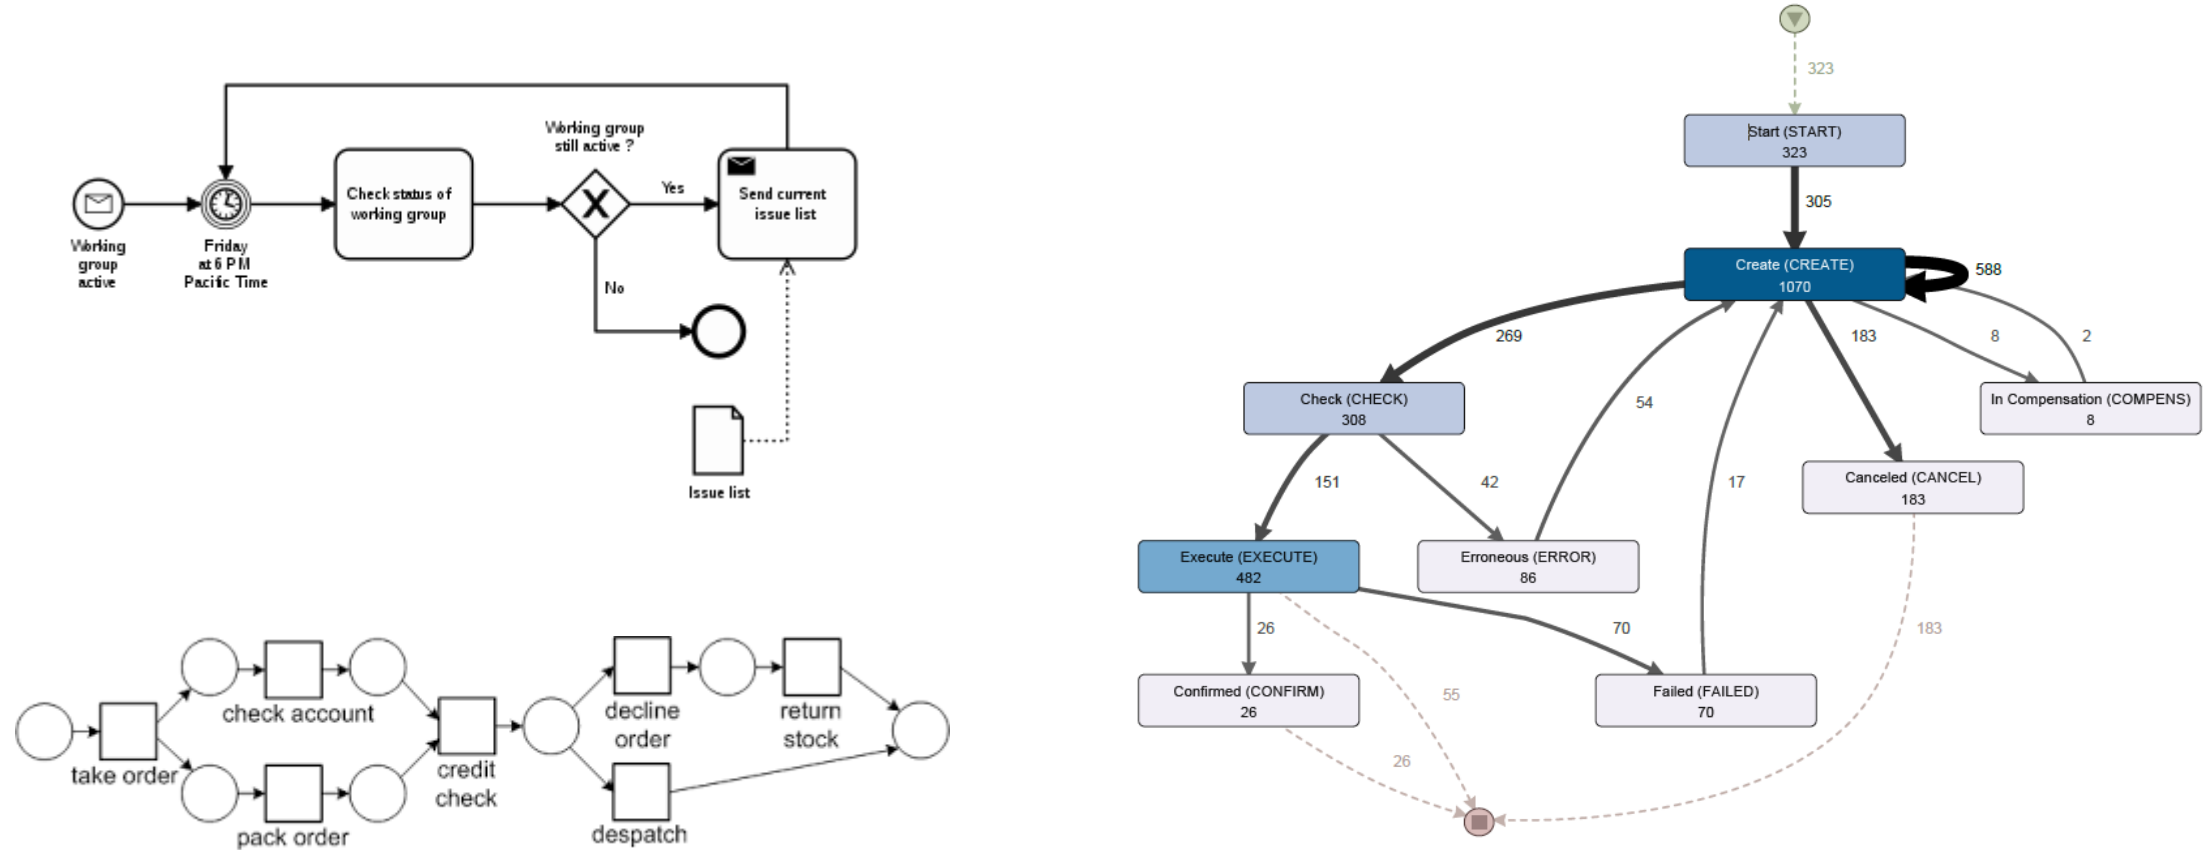 Working group
still active ?
Yes
Check status of
working group
Send current
issue list
Working
group
active
Friday
at 6 PM
Pacific Time
No
Issue list
check account
take order
pack order
credit
check
decline
order
return
stock
despatch
323
Start (START)
323
305
Create (CREATE)
1070
588
269
183
8
2
Check (CHECK)
308
54
In Compensation (COMPENS)
8
151
42
17
Canceled (CANCEL)
183
Execute (EXECUTE)
482
Erroneous (ERROR)
86
26
70
183
Confirmed (CONFIRM)
26
55
Failed (FAILED)
70
26